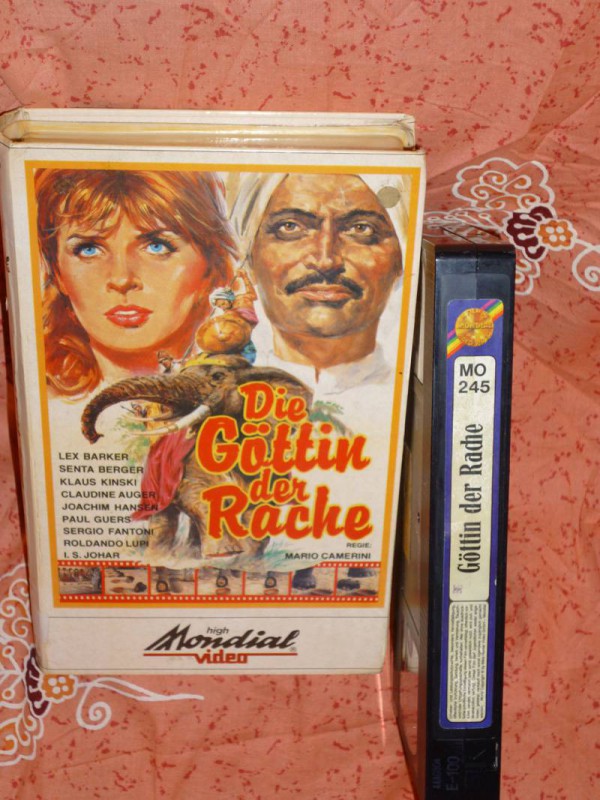 Die
Göttin
der
Rache
LEX BARKER
SENTA BERGER
KLAUS KINSKI
CLAUDINE AUGER
JOACHIM HANSEN
PAUL GUERS
SERGIO FANTONI
ROLDANDO LUPI
I. S. JOHAR
REGIE:
MARIO CAMERINI
high
Mondial
video
MO
245
Göttin der Rache
E-100